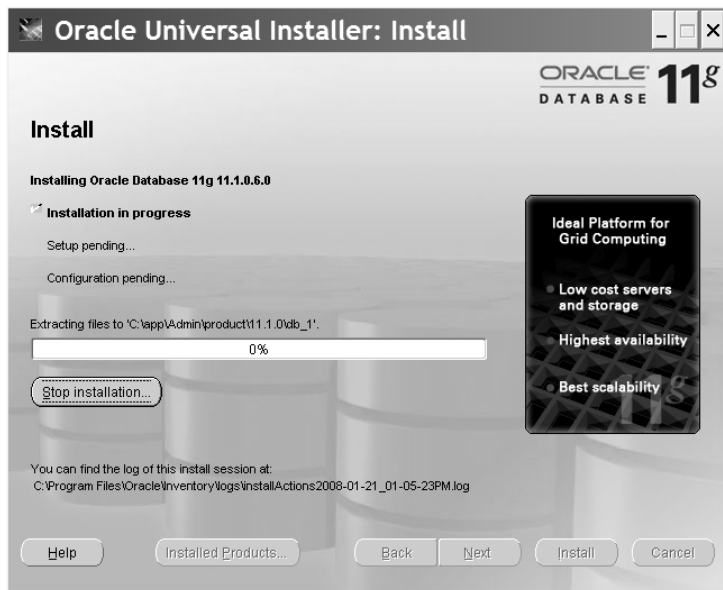 Oracle Universal Installer: Install
ORACLE
DATABASE 11g
Install
Installing Oracle Database 11g 11.1.0.6.0
Installation in progress
Setup pending...
Configuration pending...
Extracting files to 'C:\app\Admin\product\11.1.0\db_1'.
0%
Stop installation...
Ideal Platform for
Grid Computing
Low cost servers
and storage
Highest availability
Best scalability
11g
You can find the log of this install session at:
C:\Program Files\Oracle\Inventory\logs\installActions2008-01-21_01-05-23PM.log
Help Installed Products... Back Next Install Cancel